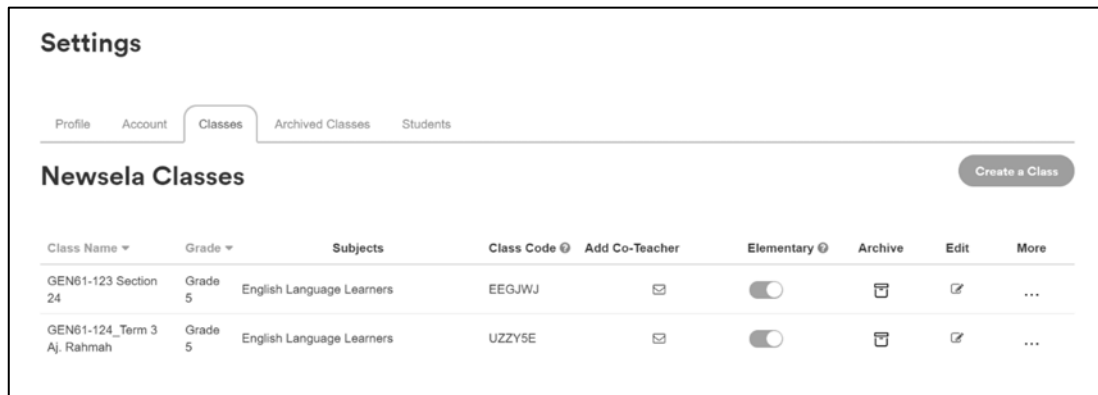 Settings
Profile Account Classes Archived Classes Students
Newsela Classes
Create a Class
Class Name Grade Subjects Class Code Add Co-Teacher Elementary Archive Edit More
GEN61-123 Section 24 Grade 5 English Language Learners EEGJWJ ...
GEN61-124_Term 3 Aj. Rahmah Grade 5 English Language Learners UZZY5E ...